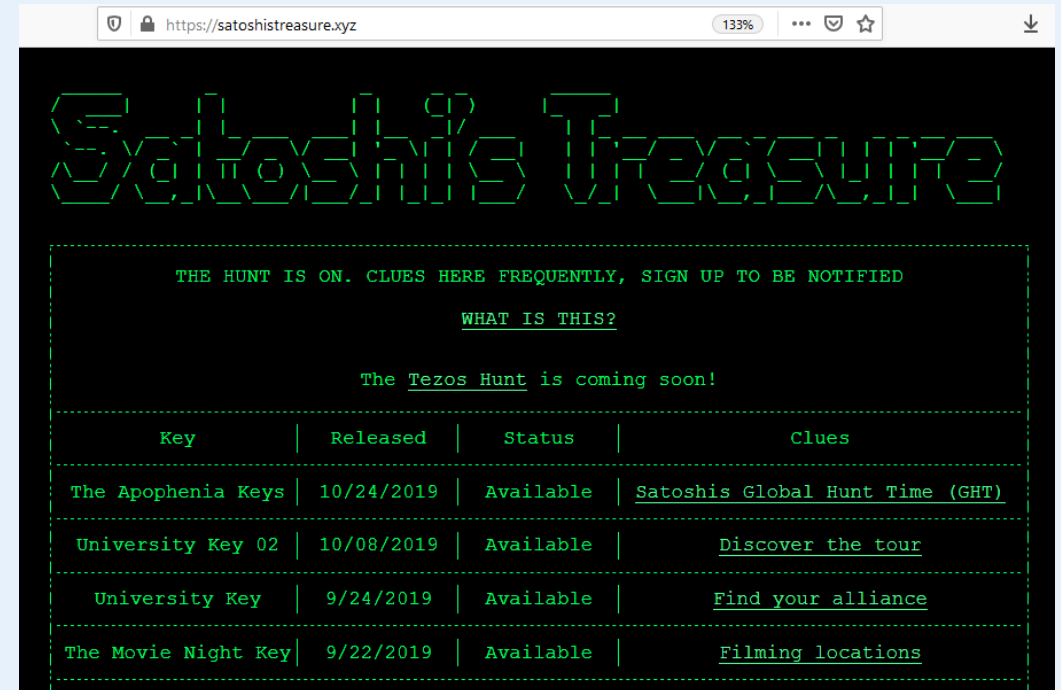 https://satoshistreasure.xyz
133%
Satoshi's Treasure
THE HUNT IS ON. CLUES HERE FREQUENTLY, SIGN UP TO BE NOTIFIED
WHAT IS THIS?
The Tezos Hunt is coming soon!
Key Released Status Clues
The Apophenia Keys 10/24/2019 Available Satoshis Global Hunt Time (GHT)
University Key 02 10/08/2019 Available Discover the tour
University Key 9/24/2019 Available Find your alliance
The Movie Night Key 9/22/2019 Available Filming locations